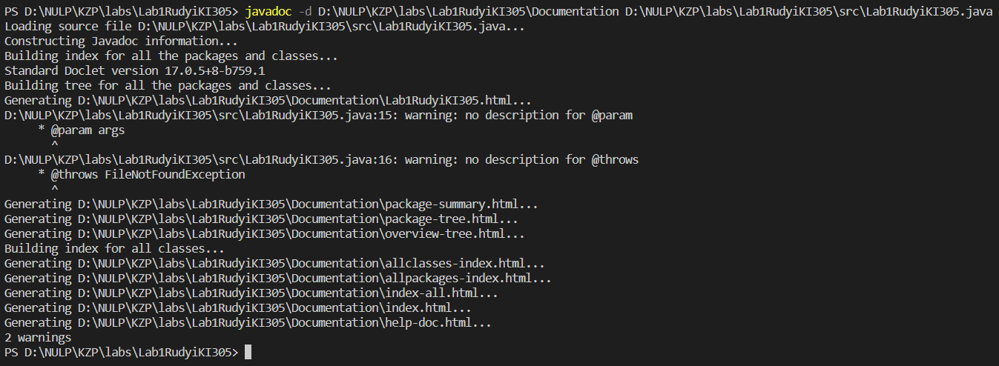 PS D:\NULP\KZP\labs\Lab1RudyiKI305> javadoc -d D:\NULP\KZP\labs\Lab1RudyiKI305\Documentation D:\NULP\KZP\labs\Lab1RudyiKI305\src\Lab1RudyiKI305.java
Loading source file D:\NULP\KZP\labs\Lab1RudyiKI305\src\Lab1RudyiKI305.java...
Constructing Javadoc information...
Building index for all the packages and classes...
Standard Doclet version 17.0.5+8-b759.1
Building tree for all the packages and classes...
Generating D:\NULP\KZP\labs\Lab1RudyiKI305\Documentation\Lab1RudyiKI305.html...
D:\NULP\KZP\labs\Lab1RudyiKI305\src\Lab1RudyiKI305.java:15: warning: no description for @param
     * @param args
       ^
D:\NULP\KZP\labs\Lab1RudyiKI305\src\Lab1RudyiKI305.java:16: warning: no description for @throws
     * @throws FileNotFoundException
       ^
Generating D:\NULP\KZP\labs\Lab1RudyiKI305\Documentation\package-summary.html...
Generating D:\NULP\KZP\labs\Lab1RudyiKI305\Documentation\package-tree.html...
Generating D:\NULP\KZP\labs\Lab1RudyiKI305\Documentation\overview-tree.html...
Building index for all classes...
Generating D:\NULP\KZP\labs\Lab1RudyiKI305\Documentation\allclasses-index.html...
Generating D:\NULP\KZP\labs\Lab1RudyiKI305\Documentation\allpackages-index.html...
Generating D:\NULP\KZP\labs\Lab1RudyiKI305\Documentation\index-all.html...
Generating D:\NULP\KZP\labs\Lab1RudyiKI305\Documentation\index.html...
Generating D:\NULP\KZP\labs\Lab1RudyiKI305\Documentation\help-doc.html...
2 warnings
PS D:\NULP\KZP\labs\Lab1RudyiKI305>